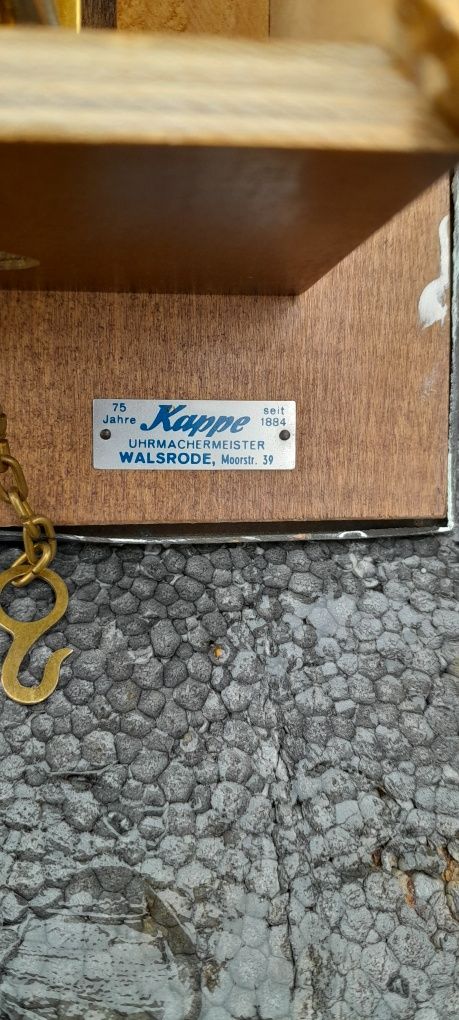 75 Jahre Kappe seit 1884
UHRMACHERMEISTER
WALSRODE, Moorstr. 39